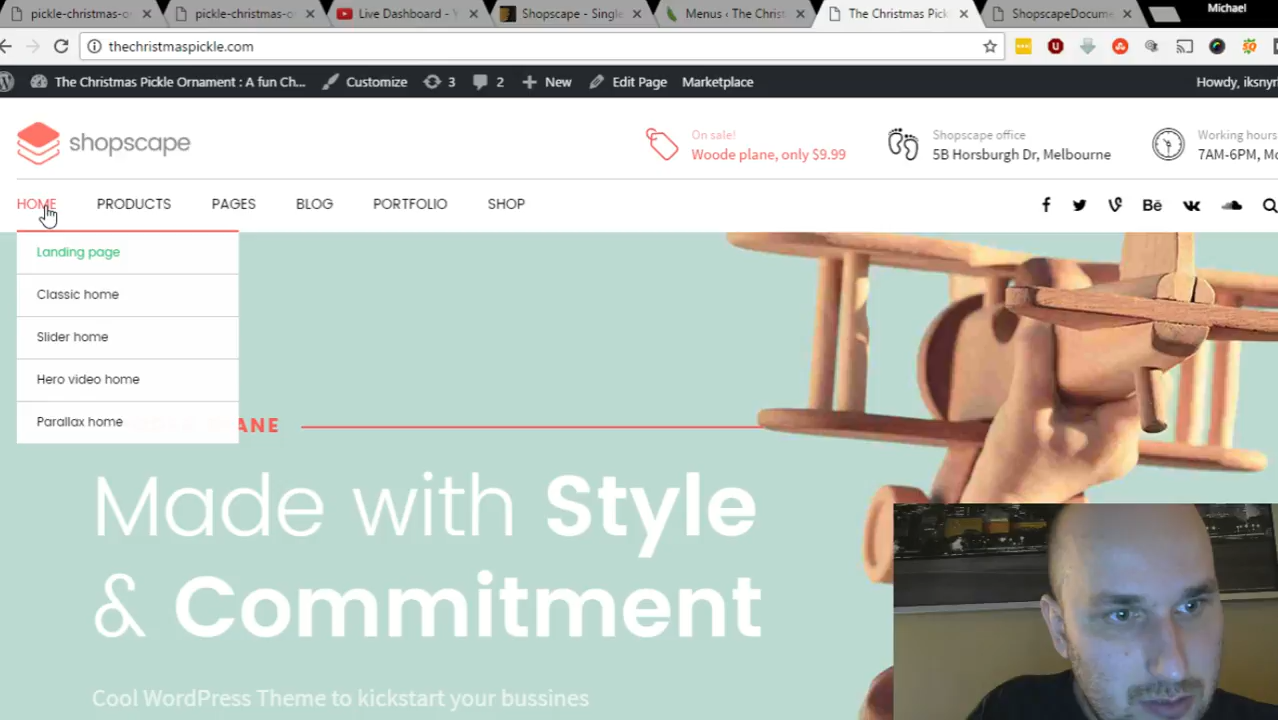 pickle-christmas-o
pickle-christmas-o
Live Dashboard - Y
Shopscape - Single
Menus ‹ The Christ
The Christmas Pick
ShopscapeDocume
Michael
thechristmaspickle.com
The Christmas Pickle Ornament : A fun Ch...
Customize
3
2
New
Edit Page
Marketplace
Howdy, iksnyr
shopscape
On sale!
Woode plane, only $9.99
Shopscape office
5B Horsburgh Dr, Melbourne
Working hours
7AM-6PM, Mo
HOME
PRODUCTS
PAGES
BLOG
PORTFOLIO
SHOP
Landing page
Classic home
Slider home
Hero video home
Parallax home
ANE
Made with Style
& Commitment
Cool WordPress Theme to kickstart your bussines